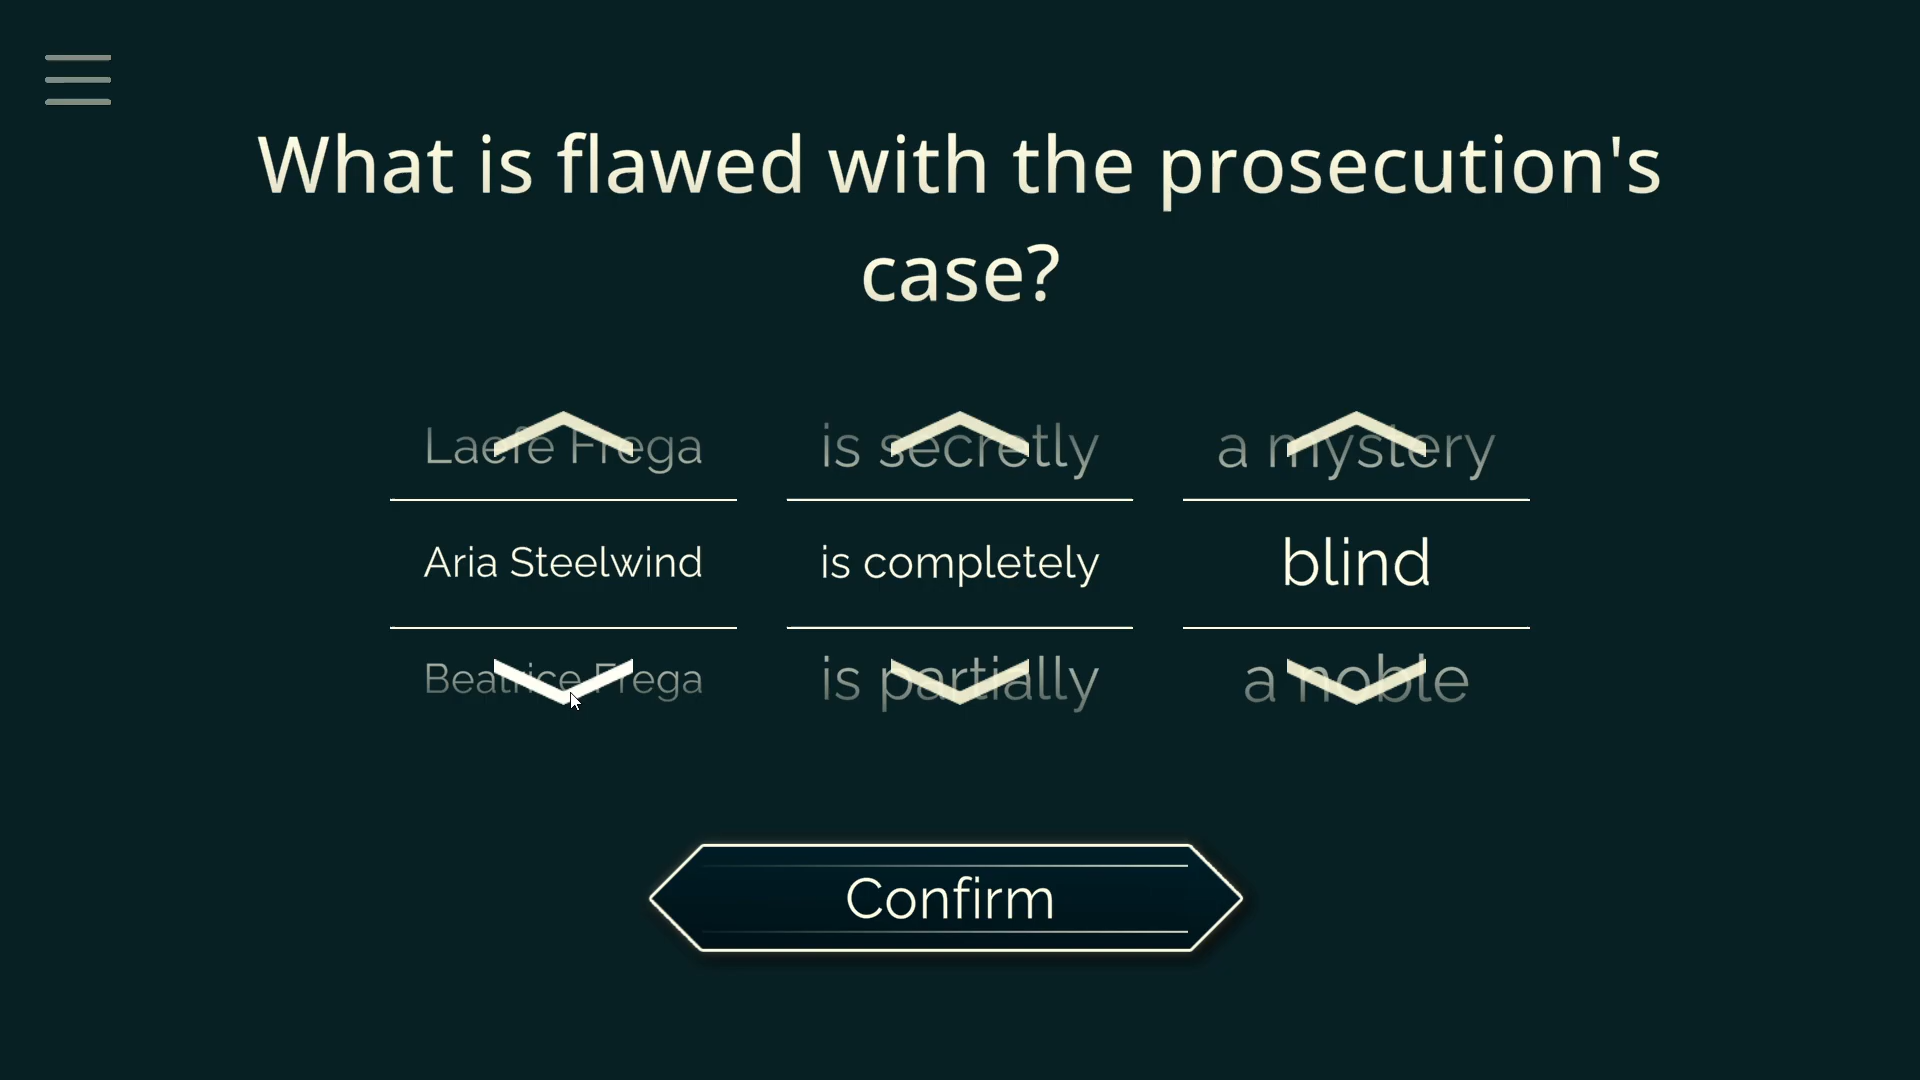 What is flawed with the prosecution's
case?
Laefe Frega is secretly a mystery
Aria Steelwind is completely blind
Beatrice Frega is partially a noble
Confirm